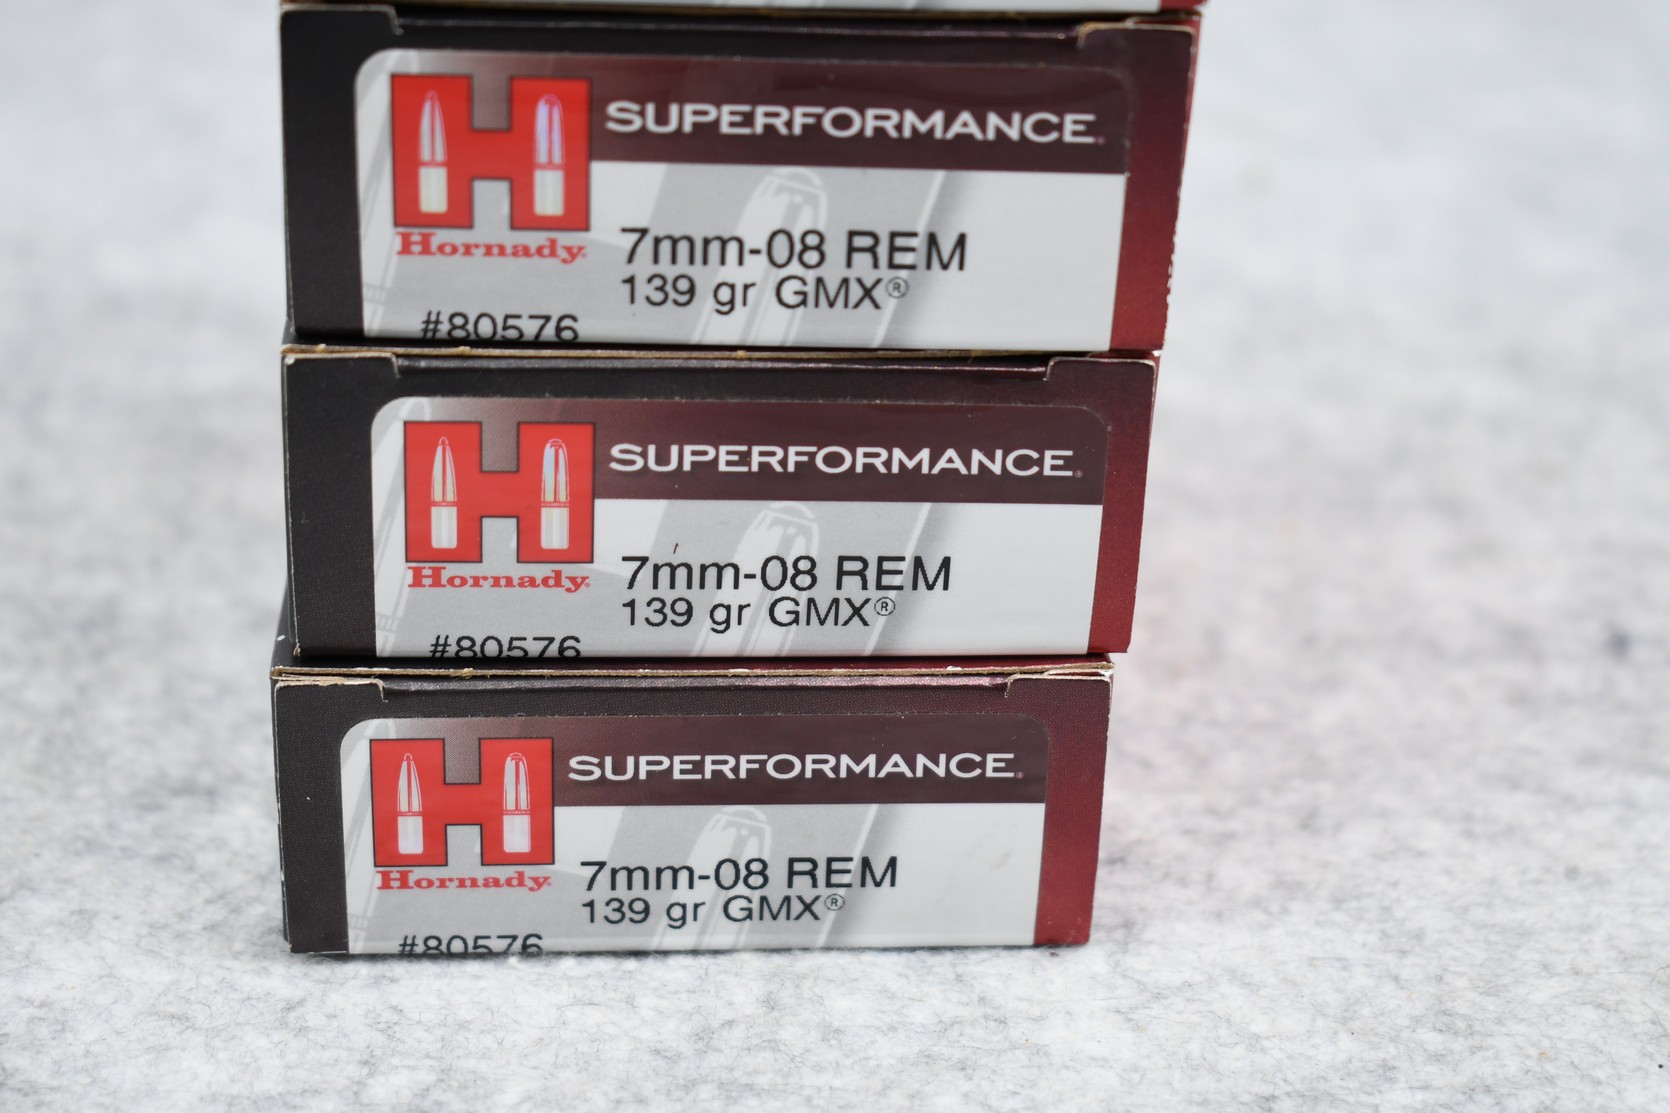 SUPERFORMANCE
Hornady
7mm-08 REM
139 gr GMX®
#80576
SUPERFORMANCE
Hornady
7mm-08 REM
139 gr GMX®
#80576
SUPERFORMANCE
Hornady
7mm-08 REM
139 gr GMX®
#80576